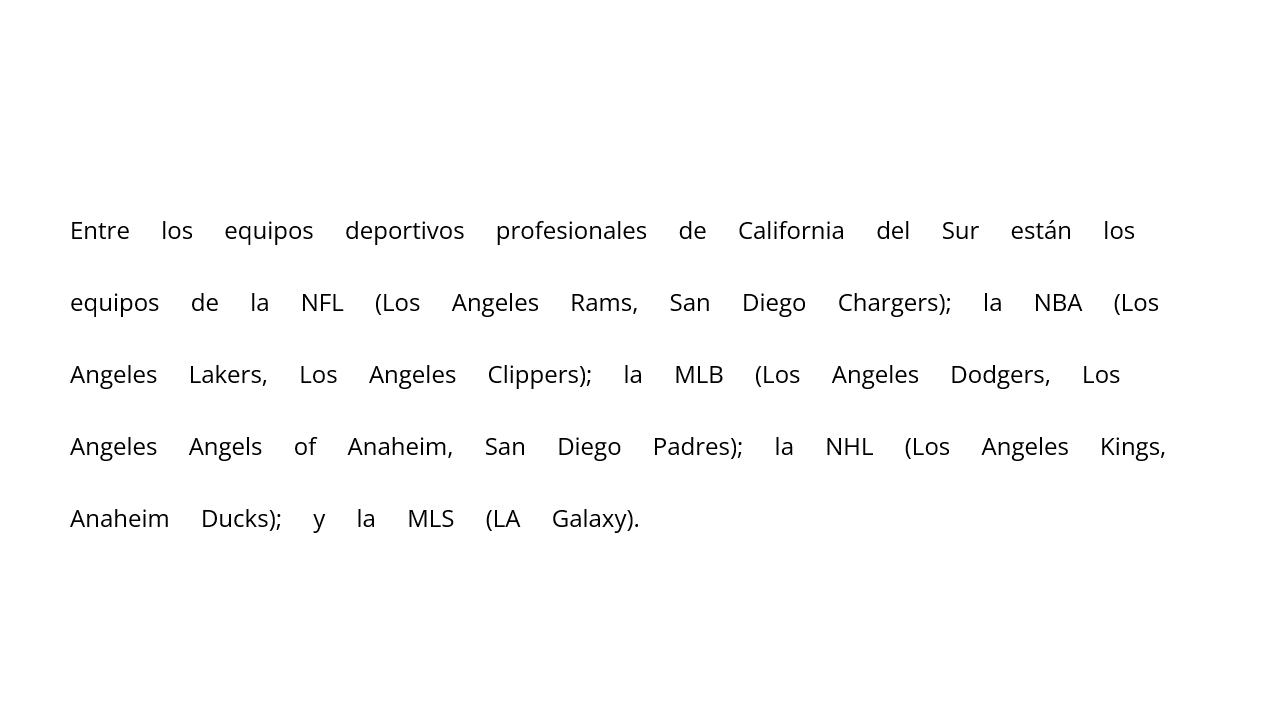 Entre los equipos deportivos profesionales de California del Sur están los
equipos de la NFL (Los Angeles Rams, San Diego Chargers); la NBA (Los
Angeles Lakers, Los Angeles Clippers); la MLB (Los Angeles Dodgers, Los
Angeles Angels of Anaheim, San Diego Padres); la NHL (Los Angeles Kings,
Anaheim Ducks); y la MLS (LA Galaxy).